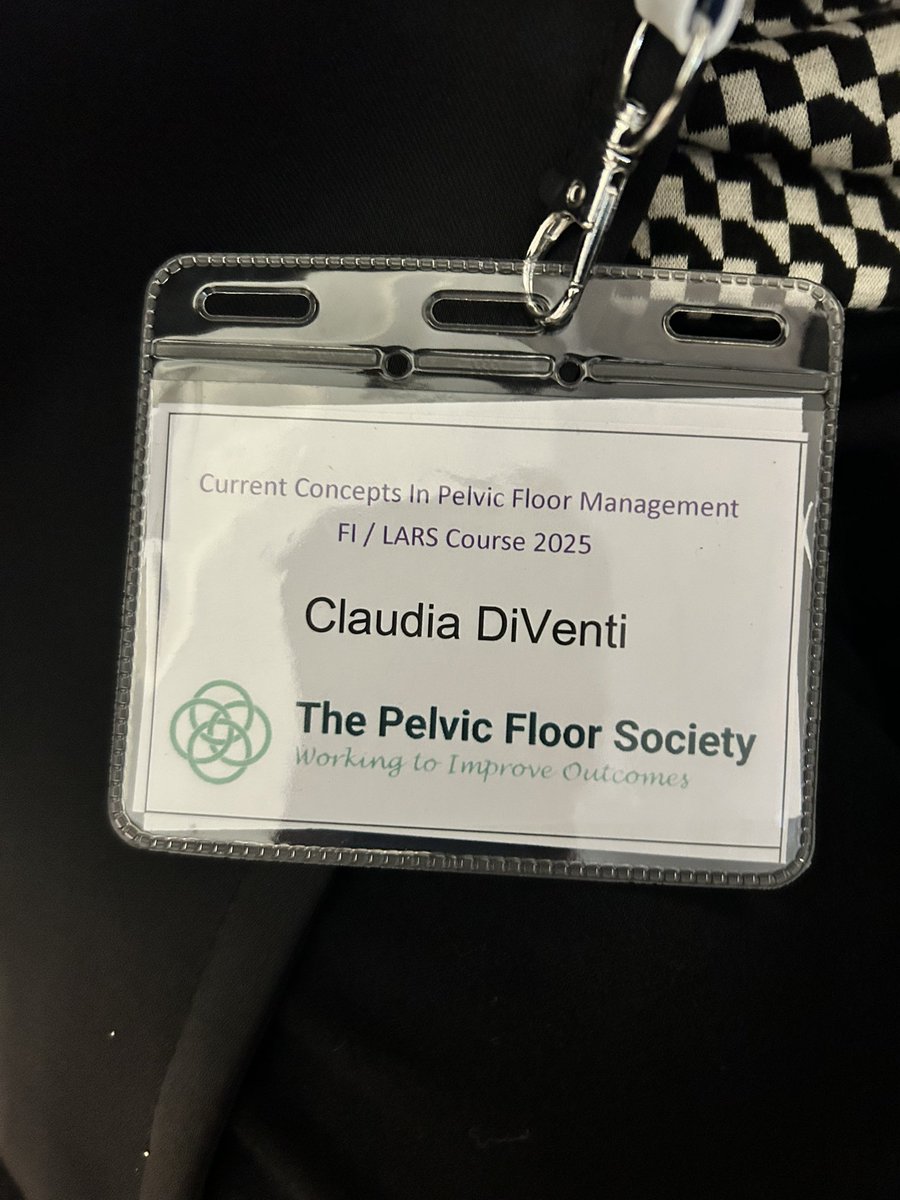 Current Concepts In Pelvic Floor Management
FI / LARS Course 2025
Claudia DiVenti
The Pelvic Floor Society
Working to Improve Outcomes